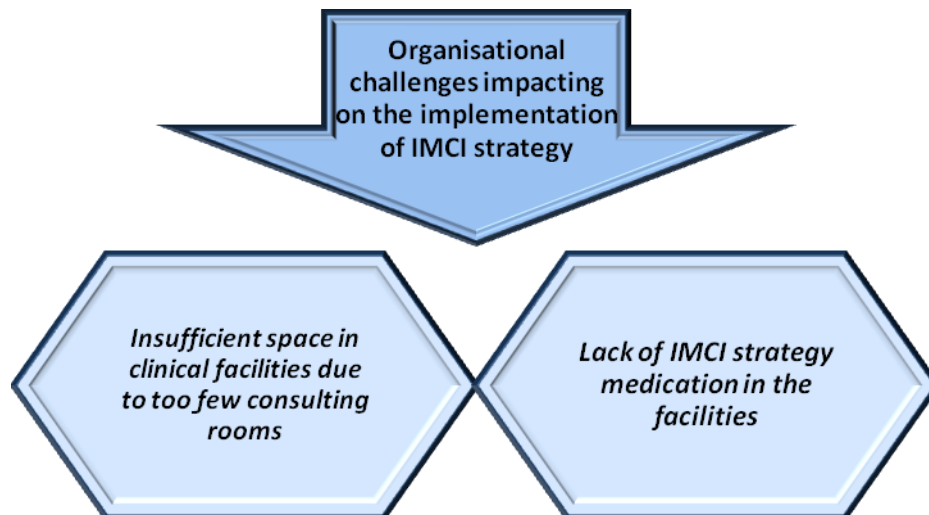 Organisational
challenges impacting
on the implementation
of IMCI strategy
Insufficient space in
clinical facilities due
to too few consulting
rooms
Lack of IMCI strategy
medication in the
facilities